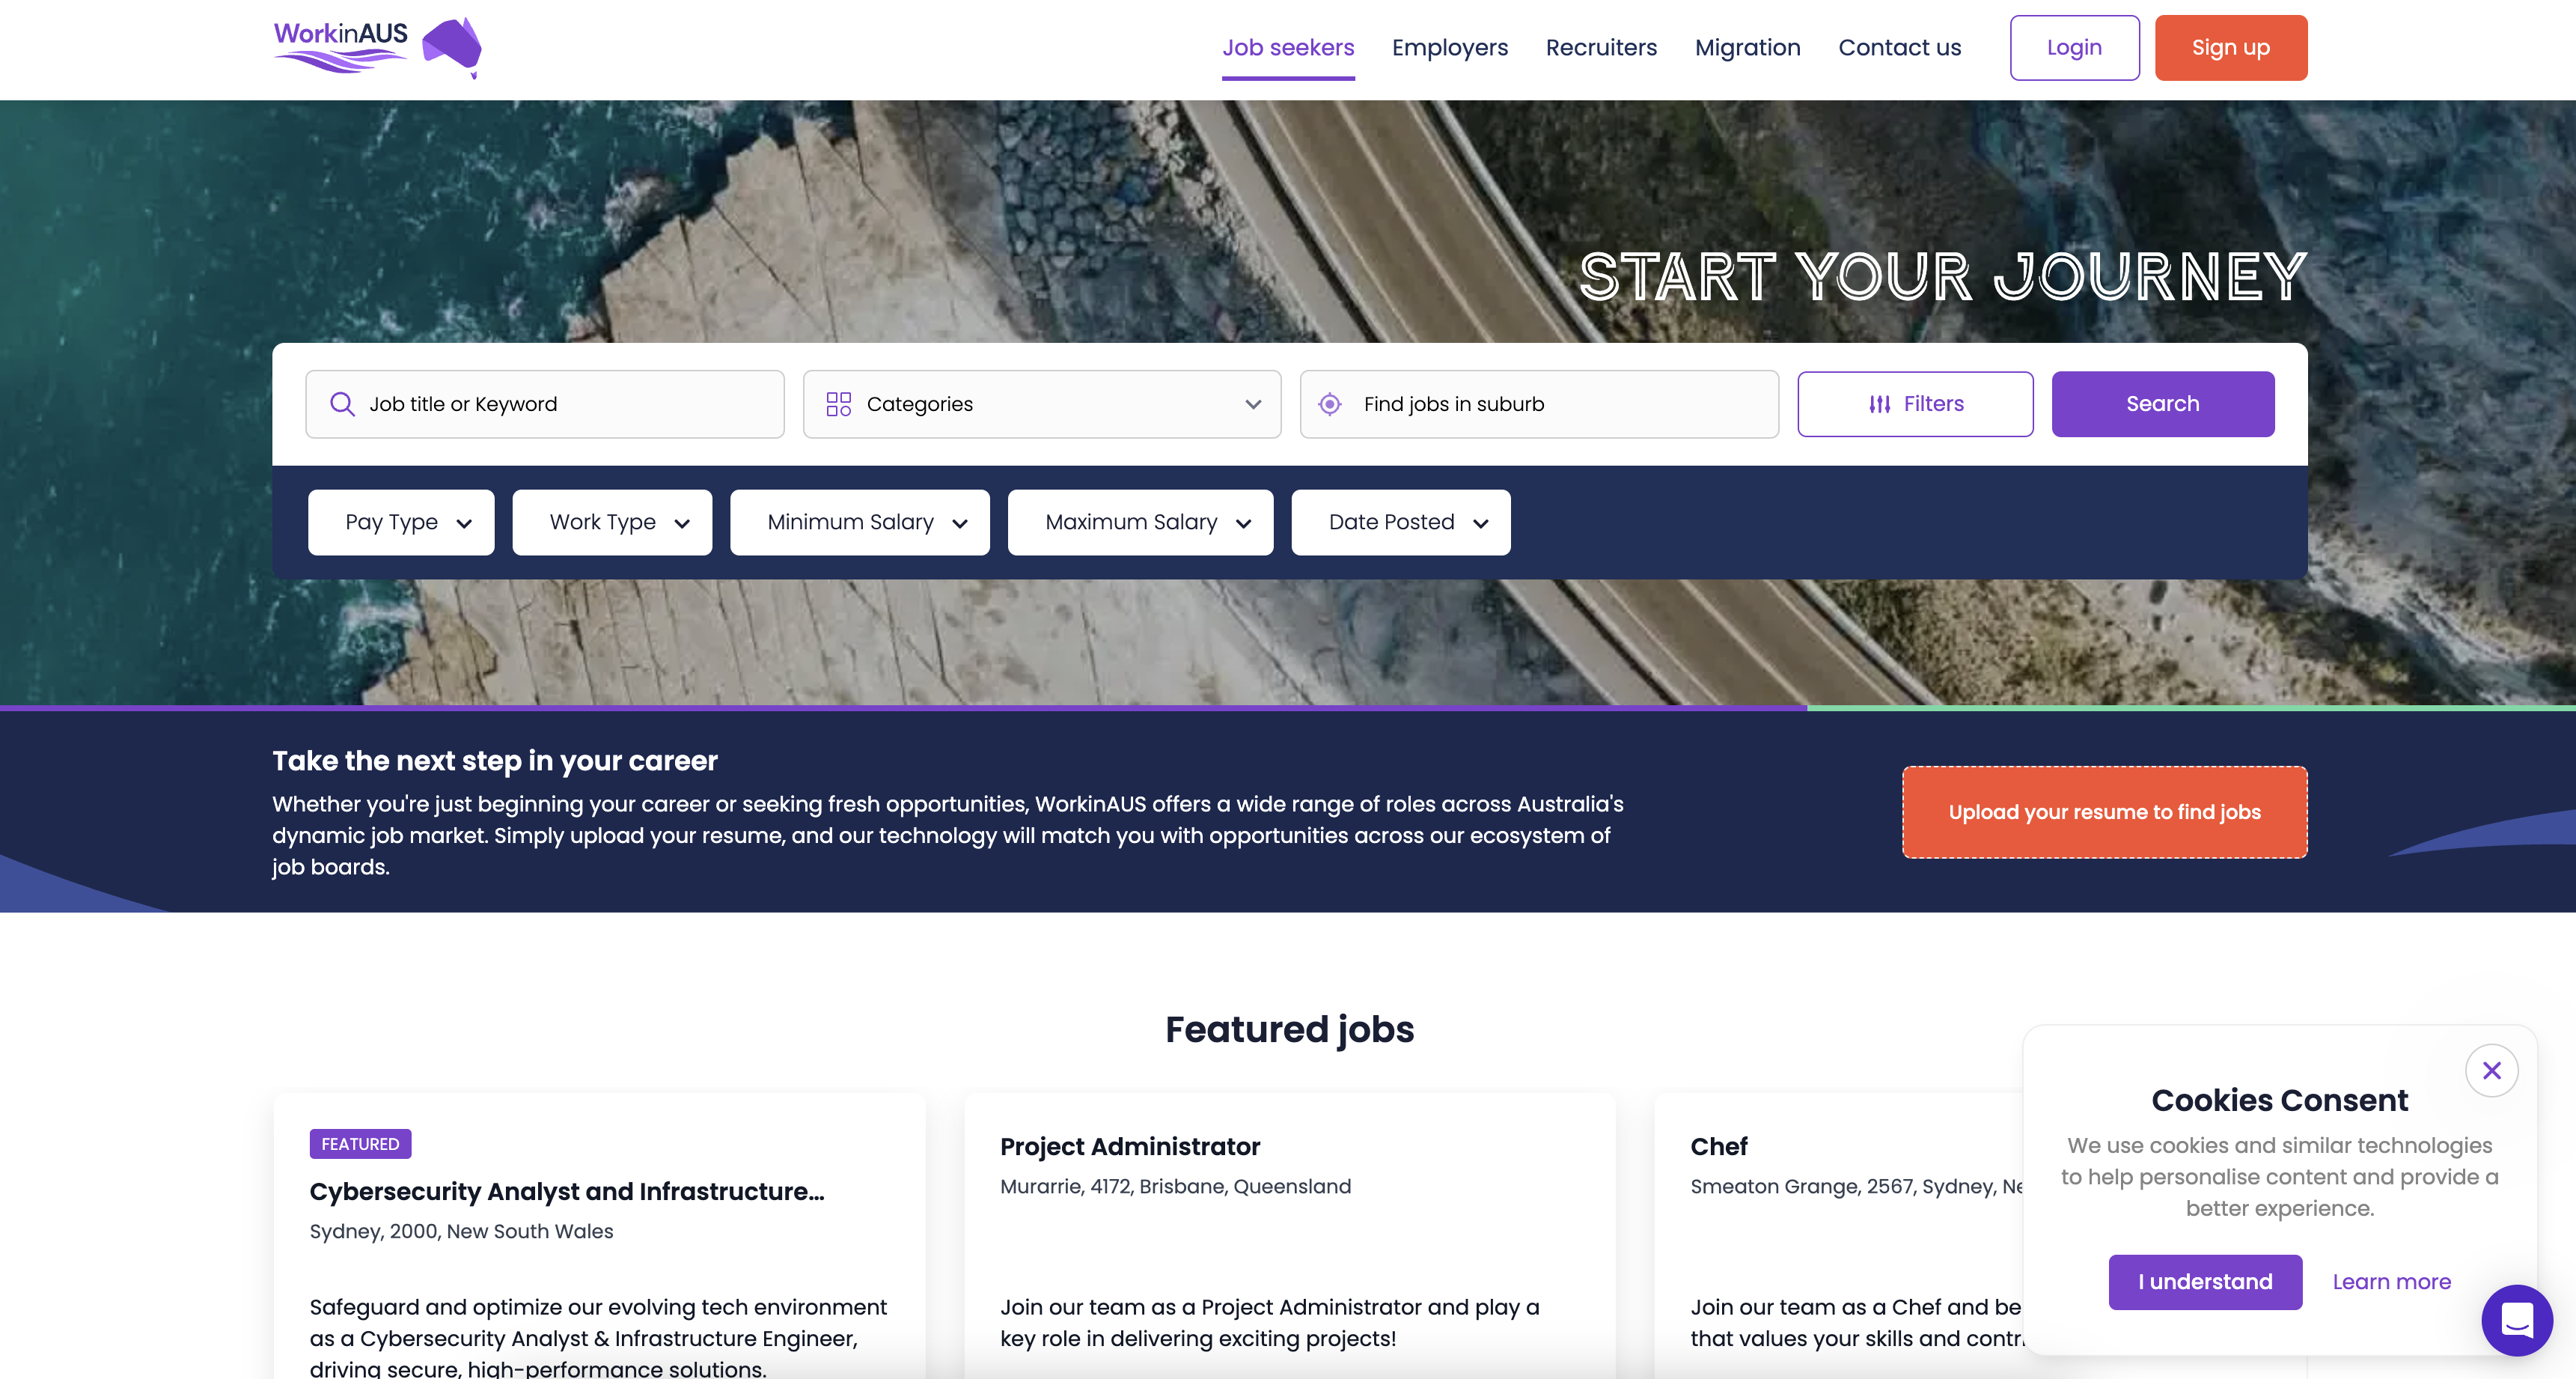 WorkinAUS
Job seekers
Employers
Recruiters
Migration
Contact us
Login
Sign up
START YOUR JOURNEY
Job title or Keyword
Categories
Find jobs in suburb
Filters
Search
Pay Type
Work Type
Minimum Salary
Maximum Salary
Date Posted
Take the next step in your career
Whether you're just beginning your career or seeking fresh opportunities, WorkinAUS offers a wide range of roles across Australia's
dynamic job market. Simply upload your resume, and our technology will match you with opportunities across our ecosystem of
job boards.
Upload your resume to find jobs
Featured jobs
FEATURED
Cybersecurity Analyst and Infrastructure...
Sydney, 2000, New South Wales
Safeguard and optimize our evolving tech environment
as a Cybersecurity Analyst & Infrastructure Engineer,
driving secure, high-performance solutions.
Project Administrator
Murarrie, 4172, Brisbane, Queensland
Join our team as a Project Administrator and play a
key role in delivering exciting projects!
Chef
Smeaton Grange, 2567, Sydney,
Join our team as a Chef and be
that values your skills and
Cookies Consent
We use cookies and similar technologies
to help personalise content and provide a
better experience.
I understand
Learn more